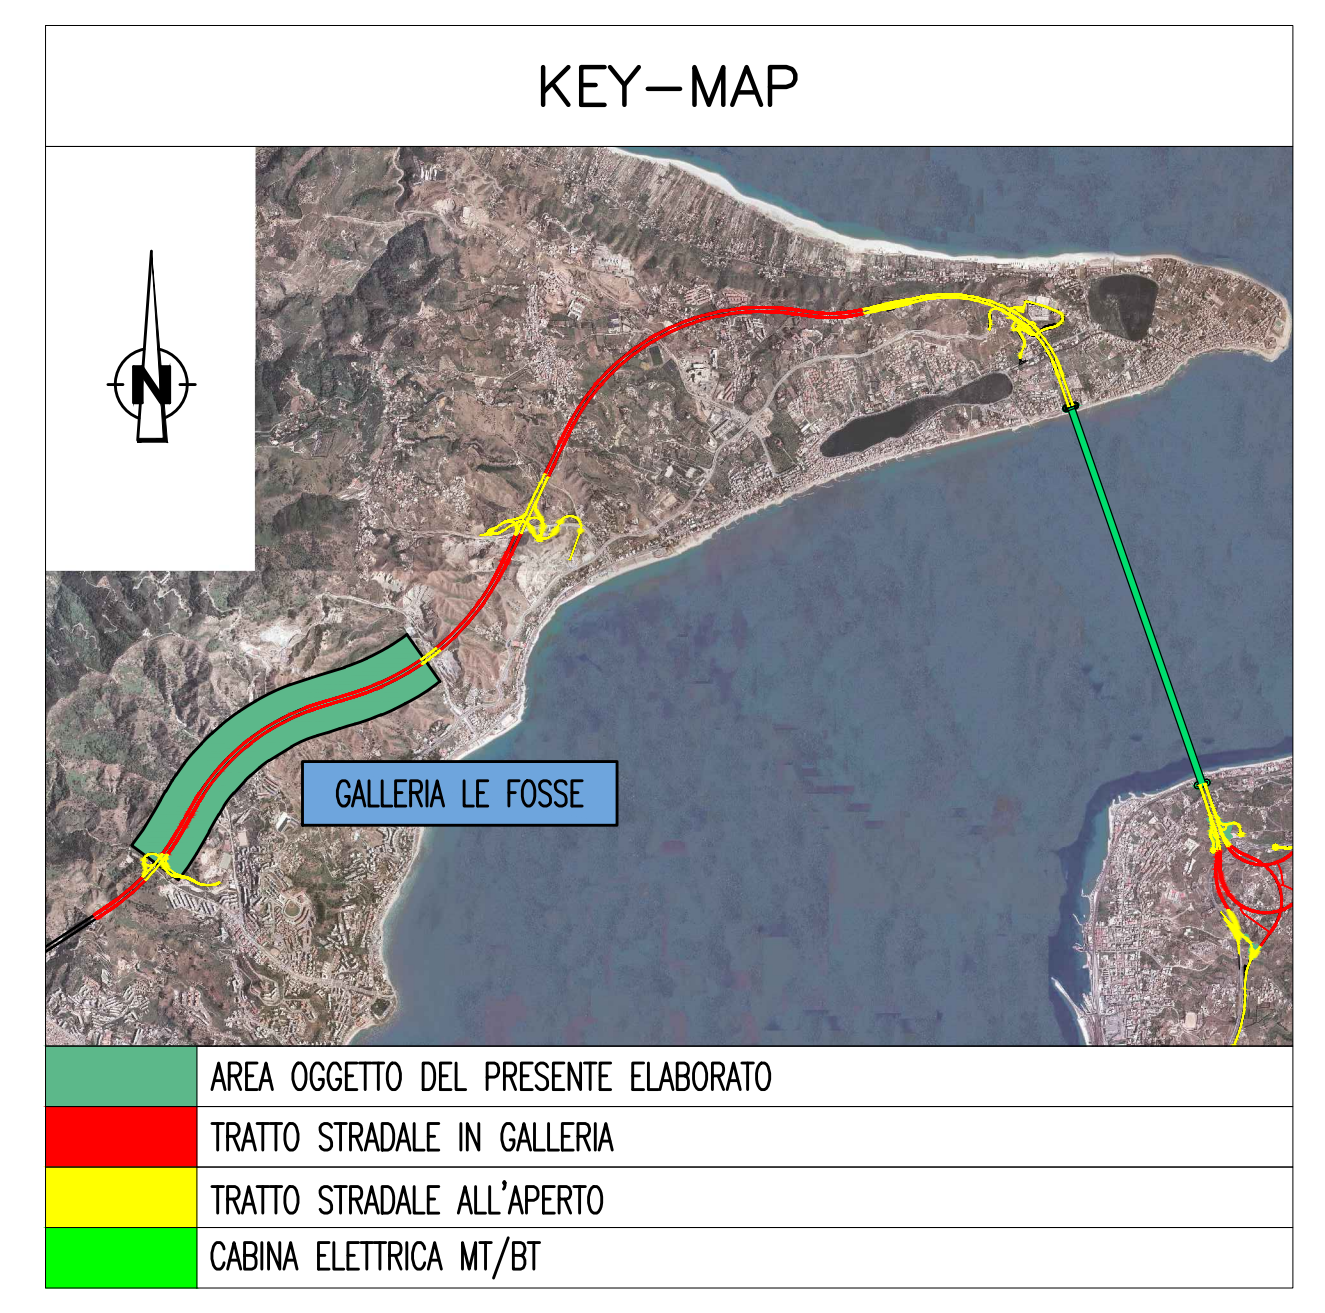 KEY-MAP
N
GALLERIA LE FOSSE
AREA OGGETTO DEL PRESENTE ELABORATO
TRATTO STRADALE IN GALLERIA
TRATTO STRADALE ALL'APERTO
CABINA ELETTRICA MT/BT